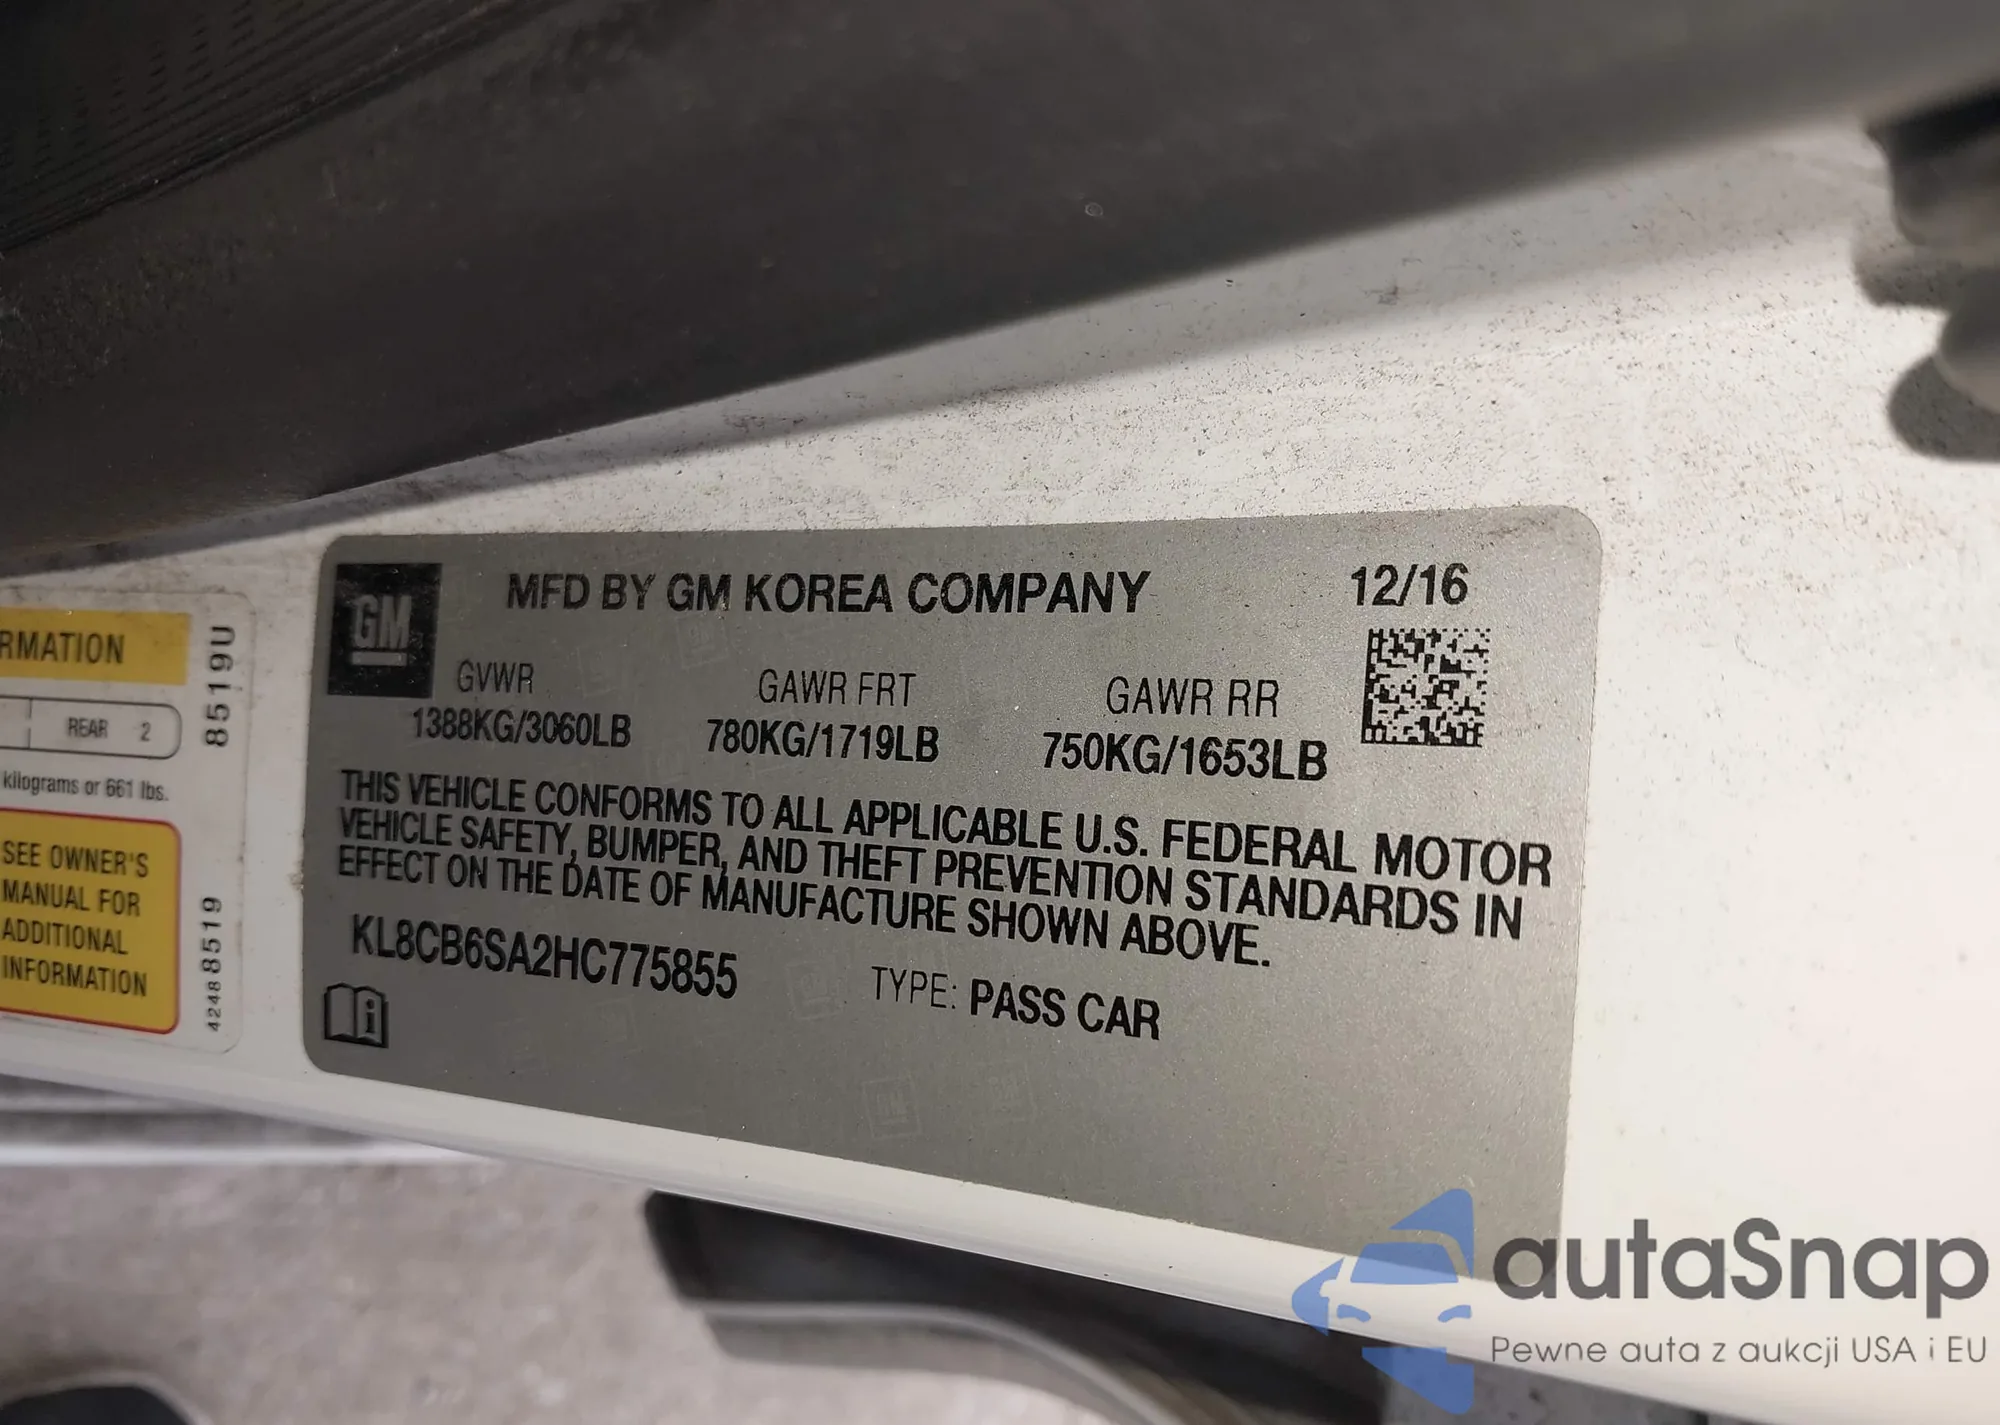 RMATION
REAR 2
kilograms or 661 lbs.
SEE OWNER'S
MANUAL FOR
ADDITIONAL
INFORMATION
8519U
42488519
GM
MFD BY GM KOREA COMPANY 12/16
GVWR GAWR FRT GAWR RR
1388KG/3060LB 780KG/1719LB 750KG/1653LB
THIS VEHICLE CONFORMS TO ALL APPLICABLE U.S. FEDERAL MOTOR
VEHICLE SAFETY, BUMPER, AND THEFT PREVENTION STANDARDS IN
EFFECT ON THE DATE OF MANUFACTURE SHOWN ABOVE.
KL8CB6SA2HC775855 TYPE: PASS CAR
autaSnap
Pewne auta z aukcji USA i EU